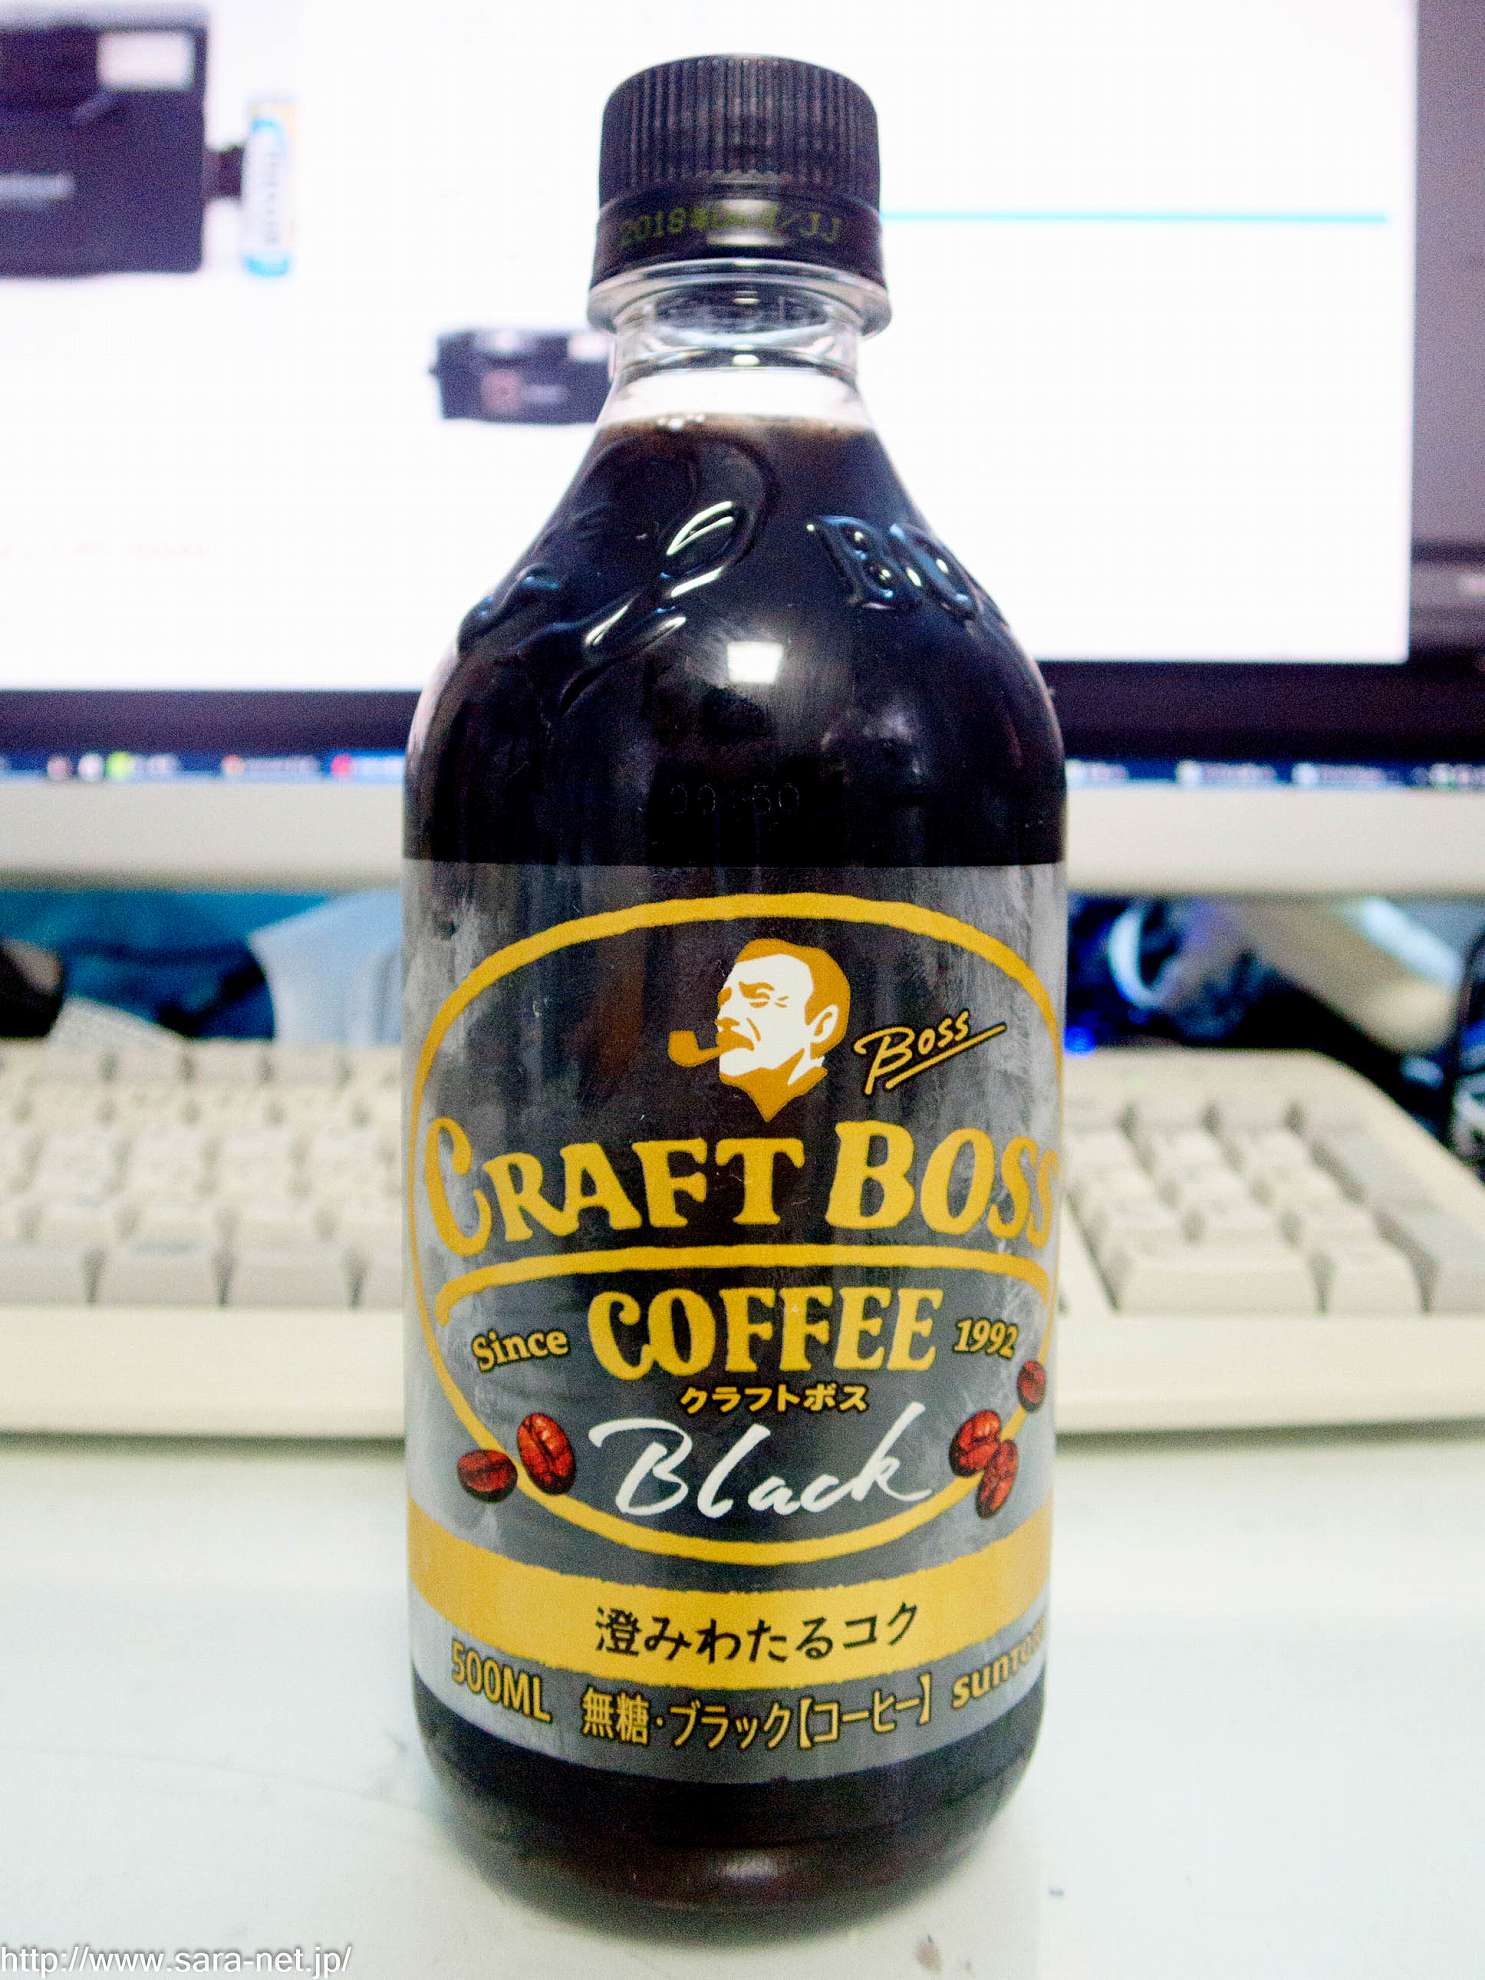 BO
Boss
CRAFT BOSS
COFFEE
Since 1992
クラフトボス
Black
澄みわたるコク
500ML 無糖・ブラック【コーヒー】
http://www.sara-net.jp/